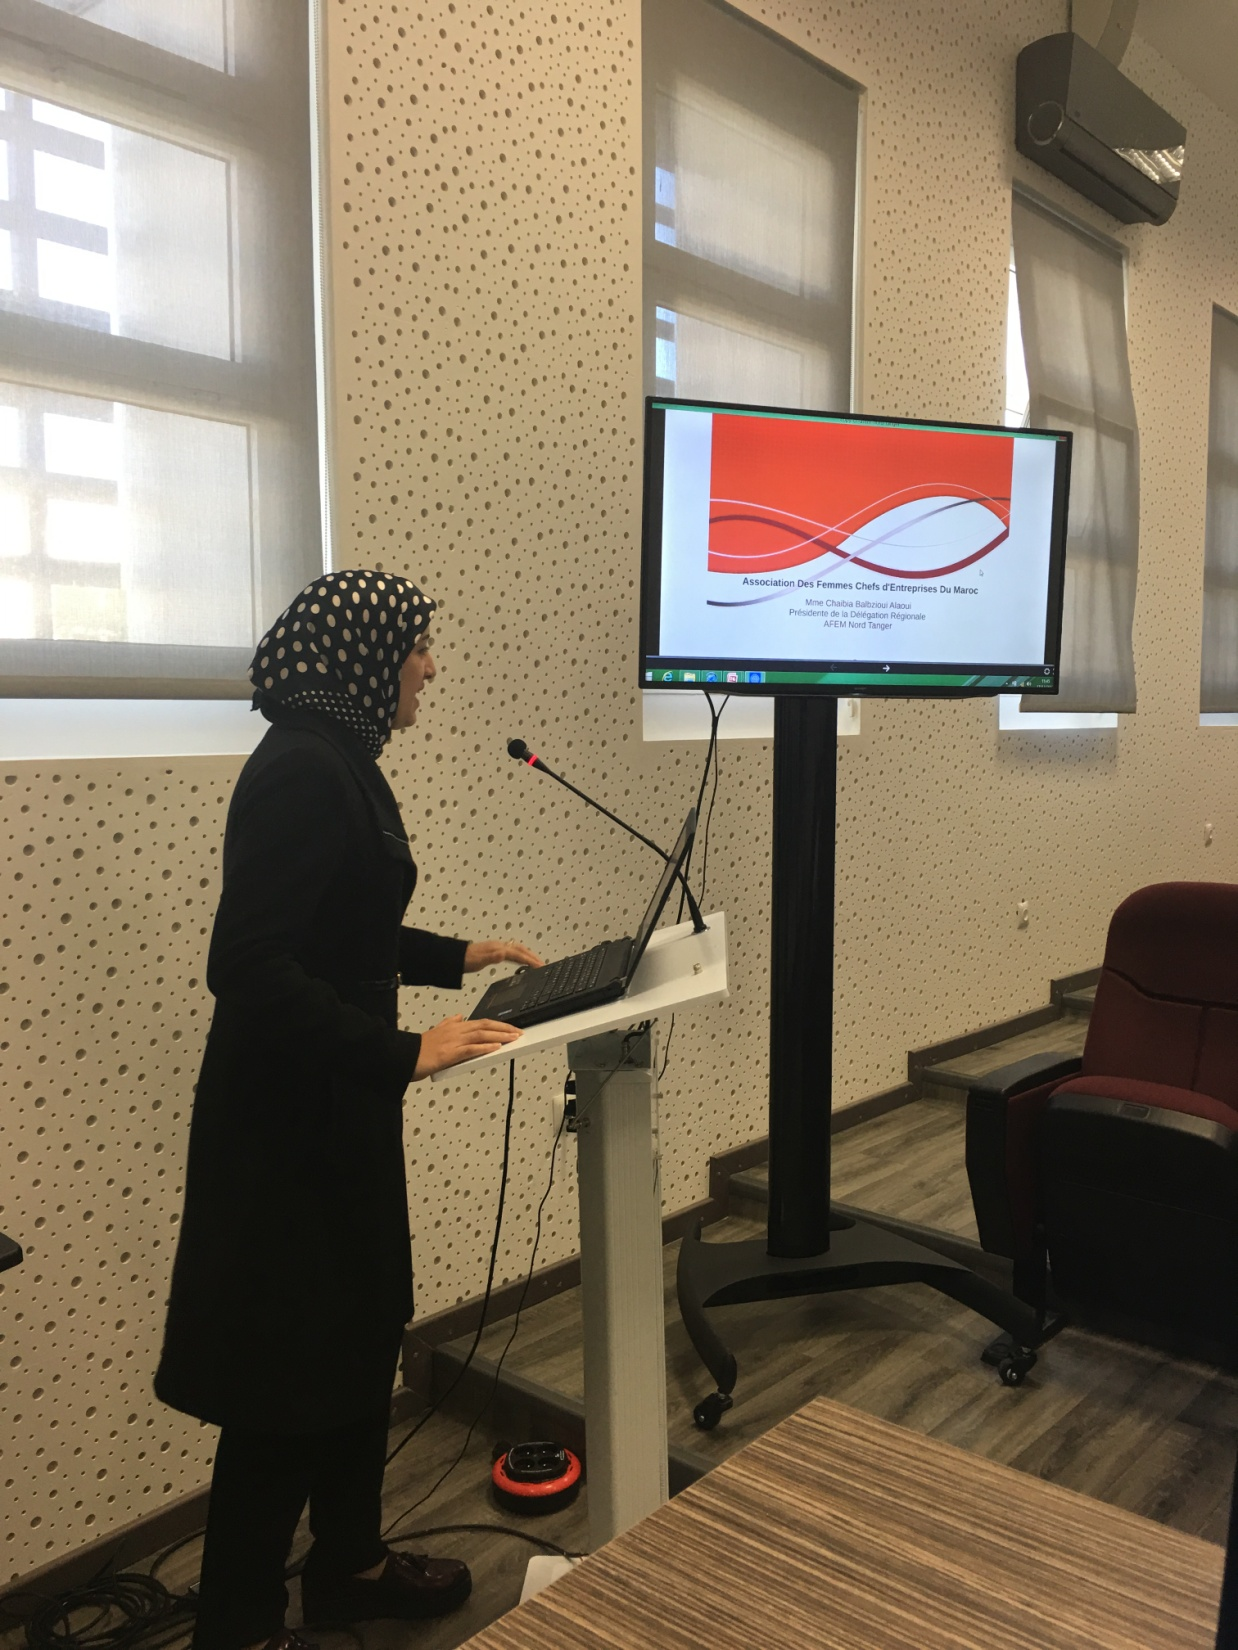 Association Des Femmes Chefs d'Entreprises Du Maroc
Mme Chaibia Balbzioui Alaoui
Présidente de la Délégation Régionale
AFEM Nord Tanger